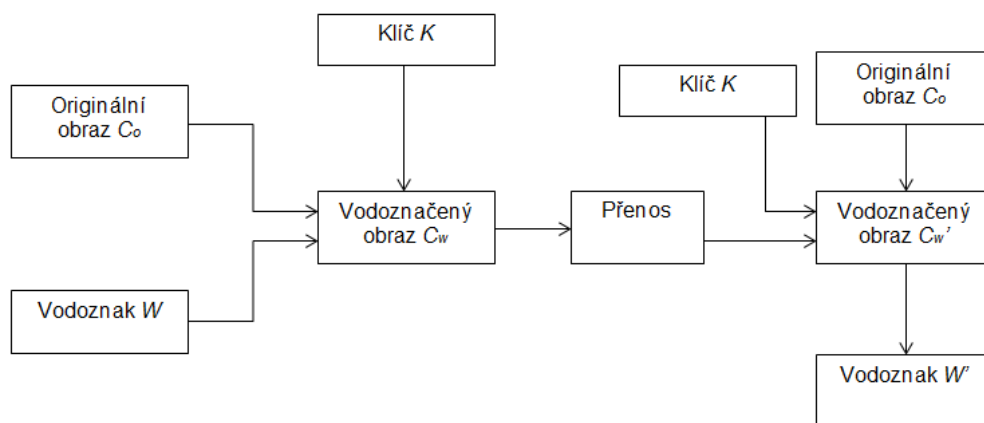 Klíč K
Originální
obraz Co
Klíč K
Originální
obraz Co
Vodoznačený
obraz Cw
Přenos
Vodoznačený
obraz Cw'
Vodoznak W
Vodoznak W'